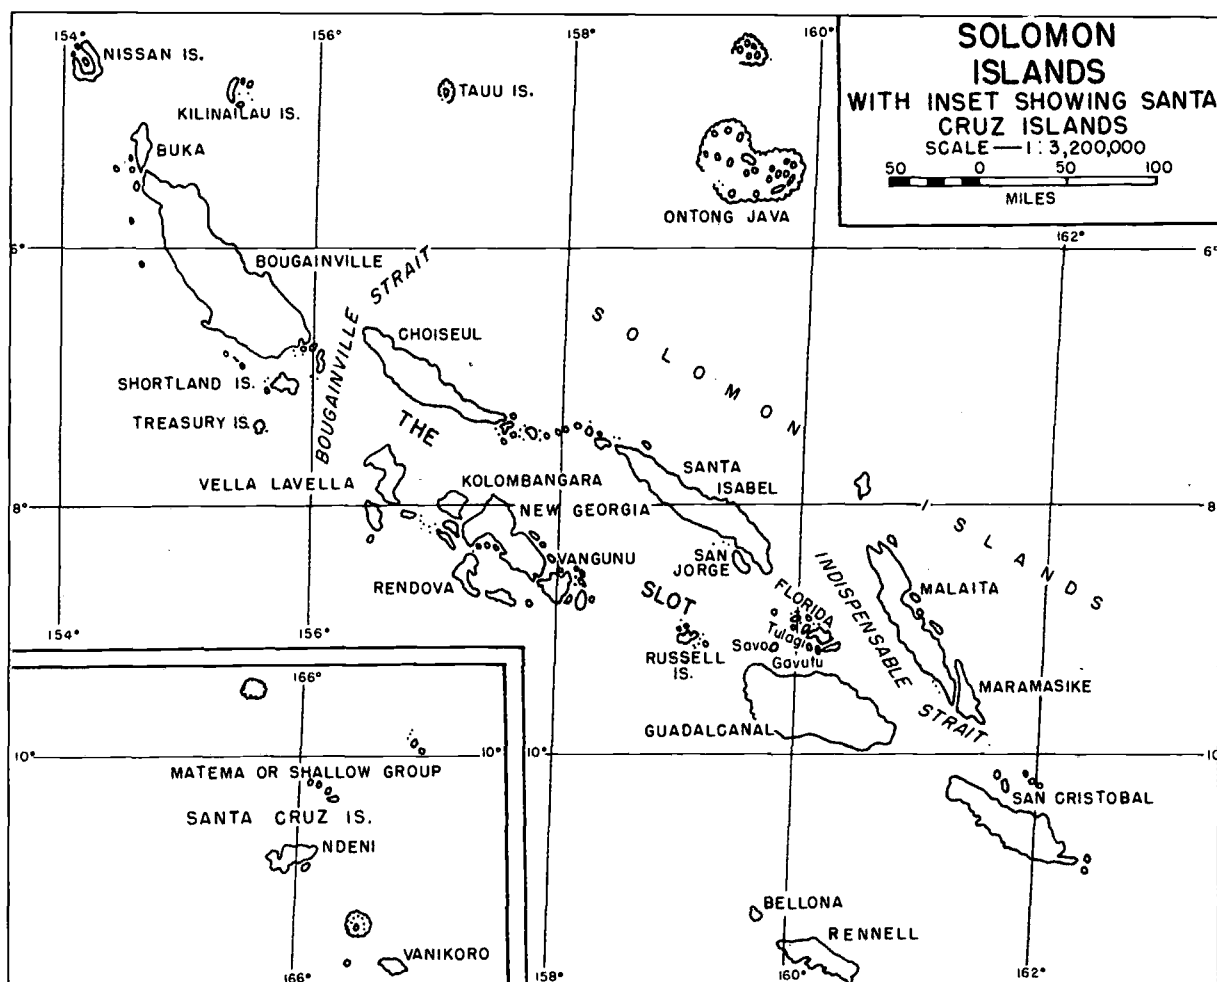 SOLOMON
ISLANDS
WITH INSET SHOWING SANTA
CRUZ ISLANDS
SCALE—1:3,200,000
50 0 50 100
MILES
154° 156° 158° 160°
NISSAN IS.
KILINAILAU IS.
TAUU IS.
BUKA
ONTONG JAVA
162°
6° 6°
BOUGAINVILLE
BOUGAINVILLE STRAIT
CHOISEUL
SOLOMON
ISLANDS
SHORTLAND IS.
TREASURY IS.
THE
SLOT
VELLA LAVELLA
KOLOMBANGARA
SANTA
ISABEL
8° 8°
NEW GEORGIA
VANGUNU
RENDOVA
SAN
JORGE
FLORIDA
INDISPENSABLE STRAIT
MALAITA
154° 156°
Tulagi
Savo
Gavutu
RUSSELL
IS.
MARAMASIKE
GUADALCANAL
166°
10° 10° 10° 10
MATEMA OR SHALLOW GROUP
SANTA CRUZ IS.
NDENI
SAN CRISTOBAL
BELLONA
RENNELL
VANIKORO
166° 158° 160° 162°